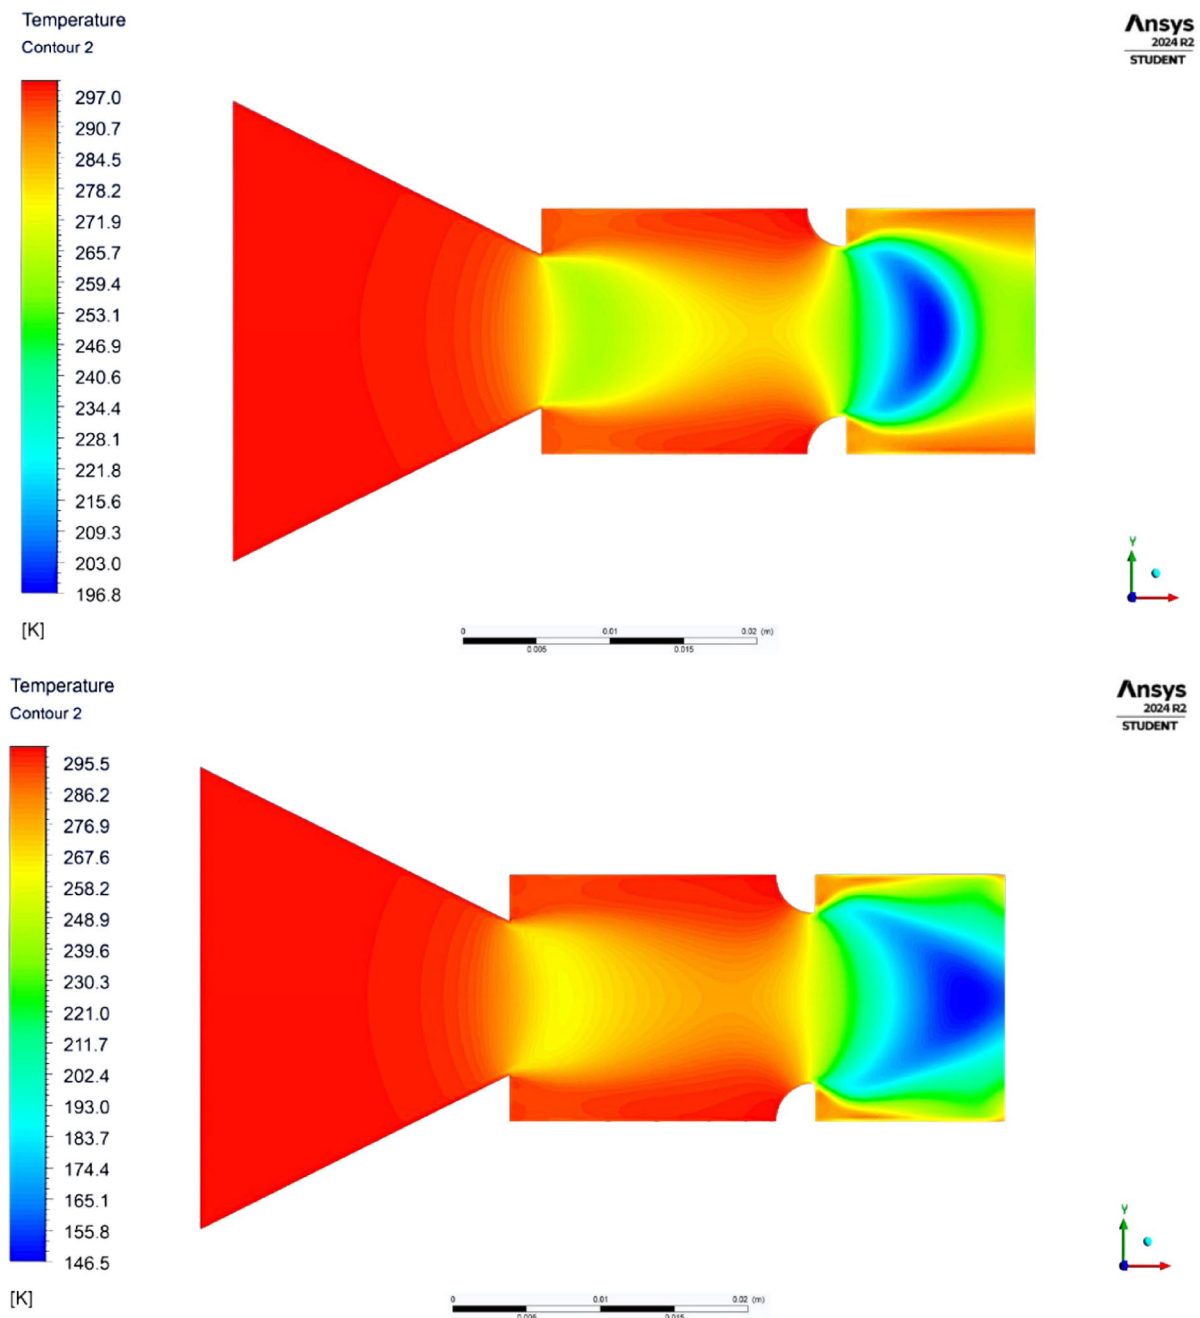 Temperature
Contour 2
Ansys
2024 R2
STUDENT
297.0
290.7
284.5
278.2
271.9
265.7
259.4
253.1
246.9
240.6
234.4
228.1
221.8
215.6
209.3
203.0
196.8
[K]
Y
0 0.01 0.02 (m)
0.005 0.015
Temperature
Contour 2
Ansys
2024 R2
STUDENT
295.5
286.2
276.9
267.6
258.2
248.9
239.6
230.3
221.0
211.7
202.4
193.0
183.7
174.4
165.1
155.8
146.5
[K]
Y
0 0.01 0.02 (m)
0.005 0.015